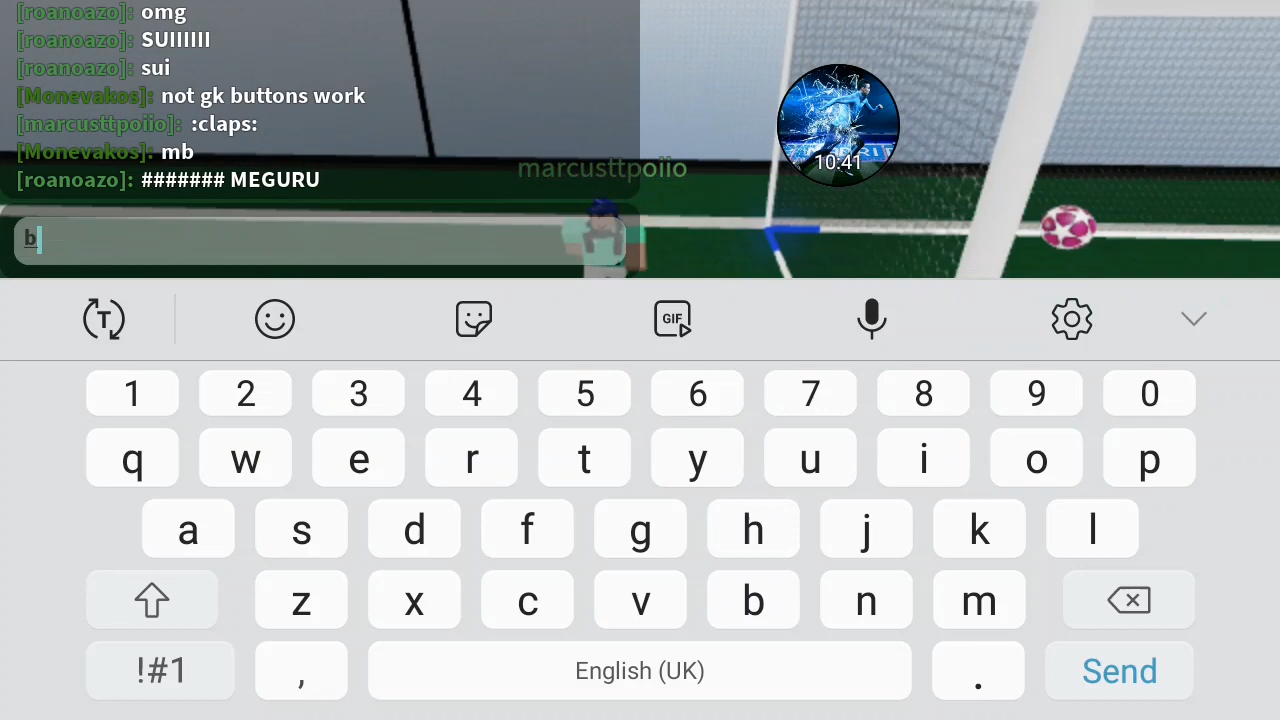 [roanoazo]: omg
[roanoazo]: SUIIIIII
[roanoazo]: sui
[Monevakos]: not gk buttons work
[marcusttpoiio]: :claps:
[Monevakos]: mb
[roanoazo]: ####### MEGURU
marcusttpoiio
10:41
b
T
GIF
1 2 3 4 5 6 7 8 9 0
q w e r t y u i o p
a s d f g h j k l
z x c v b n m
!#1 , English (UK) . Send